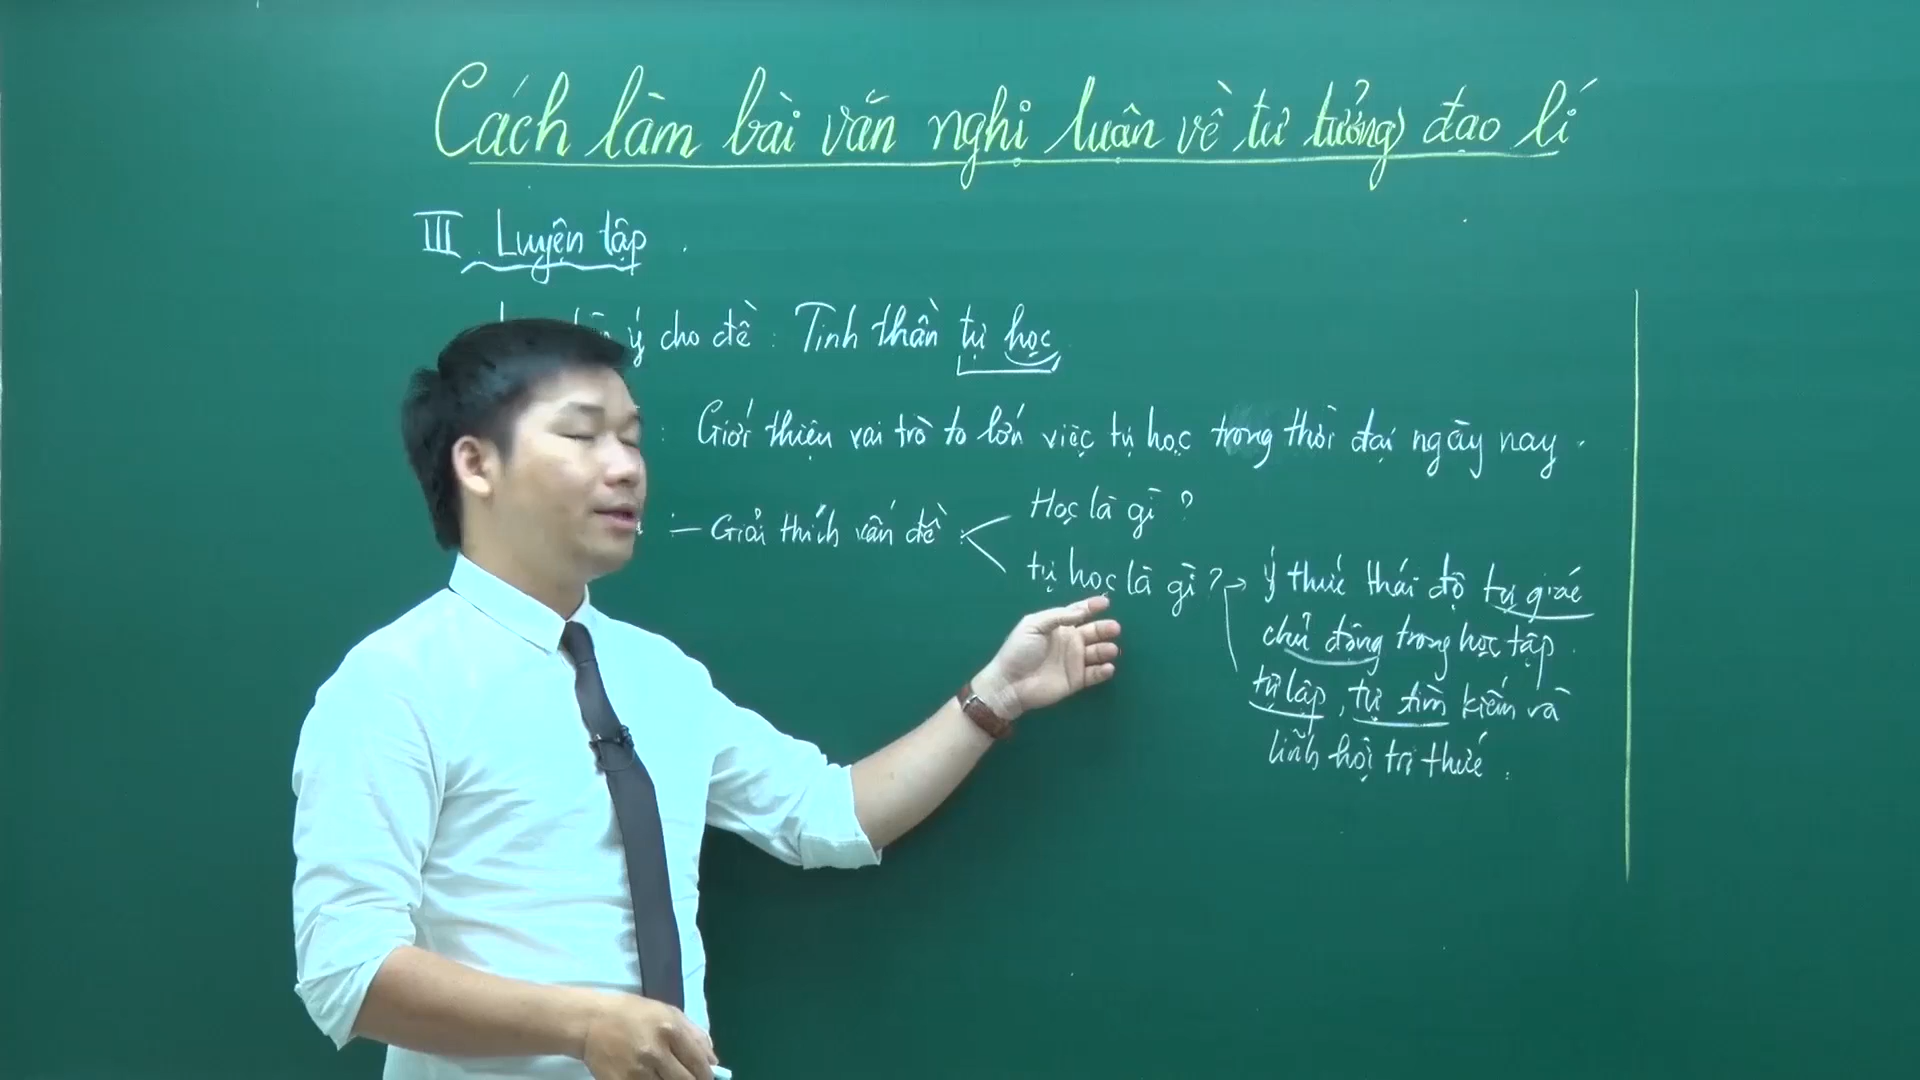 Cách làm bài văn nghị luận về tư tưởng đạo lí
III. Luyện tập.
ý cho đề: Tinh thần tự học
: Giới thiệu vai trò to lớn việc tự học trong thời đại ngày nay.
:- Giải thích vấn đề:
Học là gì?
tự học là gì? → ý thức thái độ tự giác
chủ động trong học tập.
tự lập, tự tìm kiếm và
lĩnh hội tri thức.